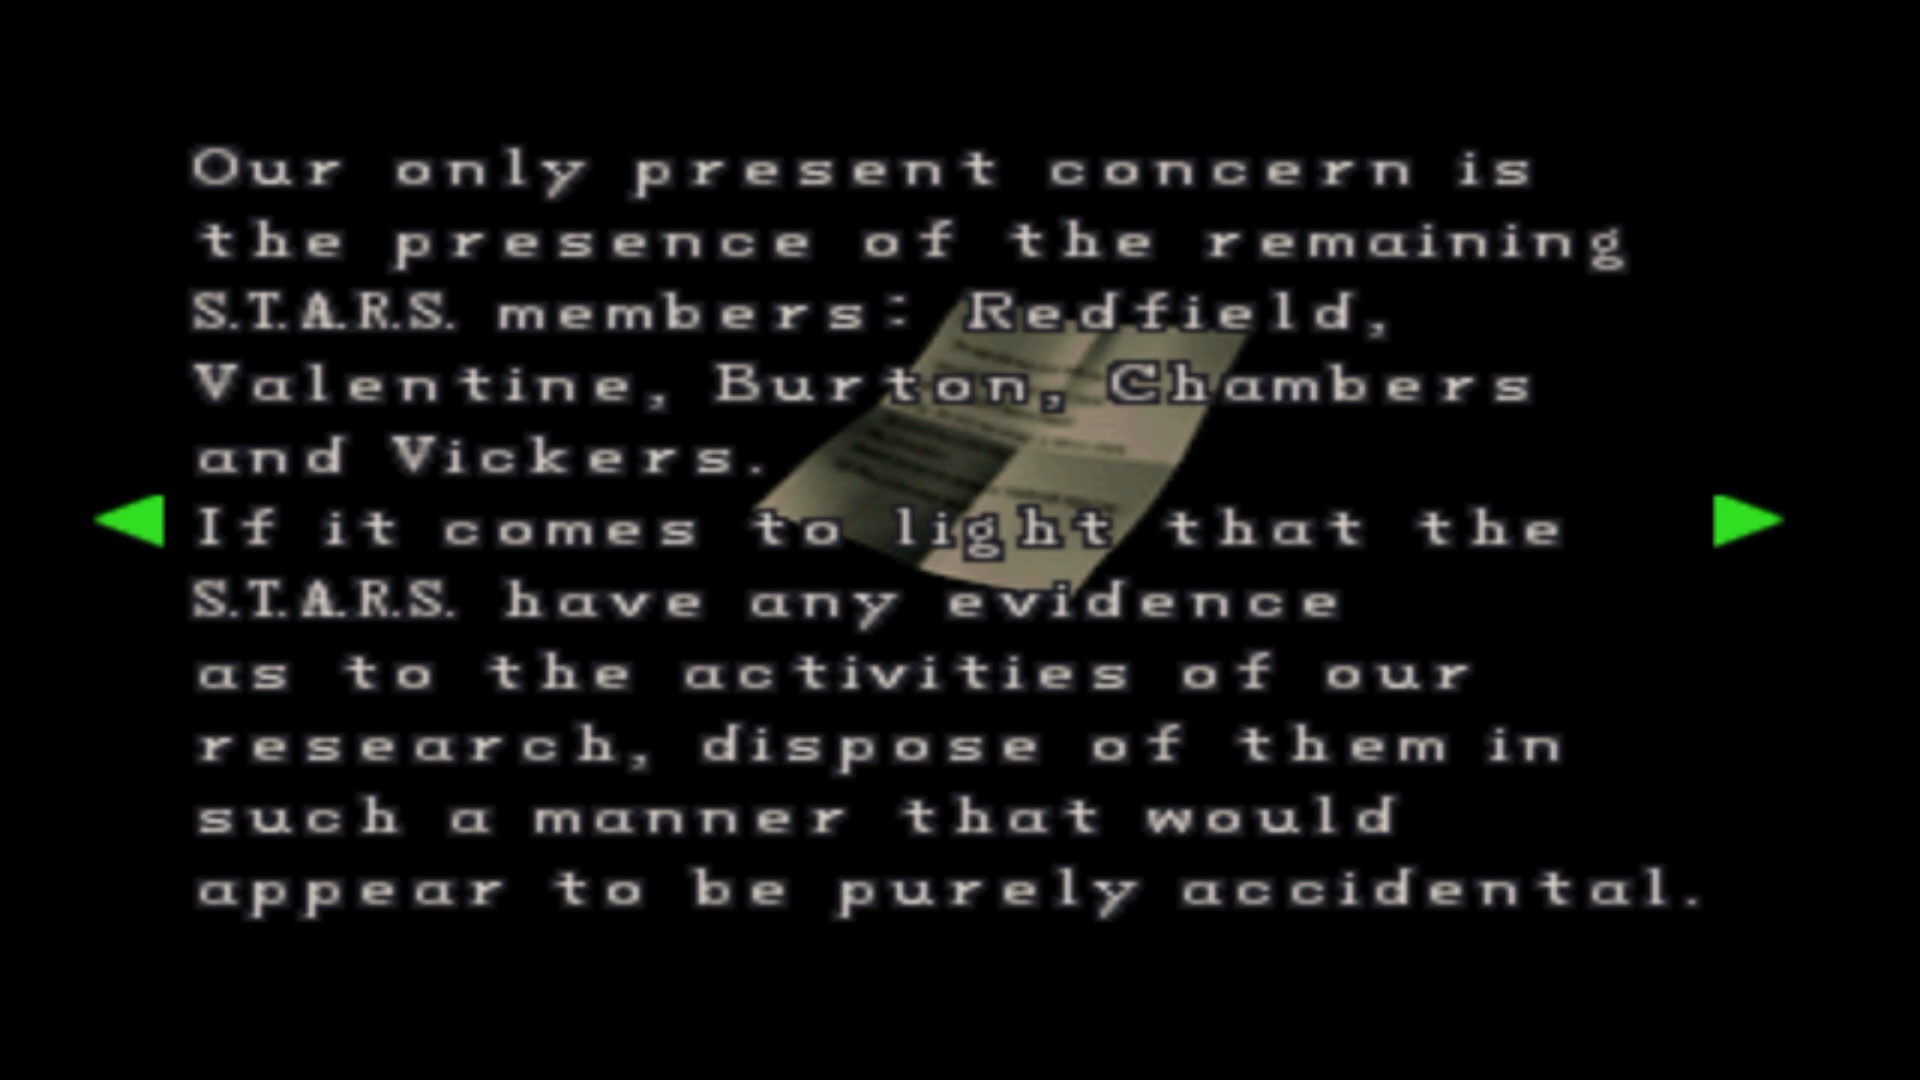 Our only present concern is
the presence of the remaining
S.T.A.R.S. members: Redfield,
Valentine, Burton, Chambers
and Vickers.
If it comes to light that the
S.T.A.R.S. have any evidence
as to the activities of our
research, dispose of them in
such a manner that would
appear to be purely accidental.